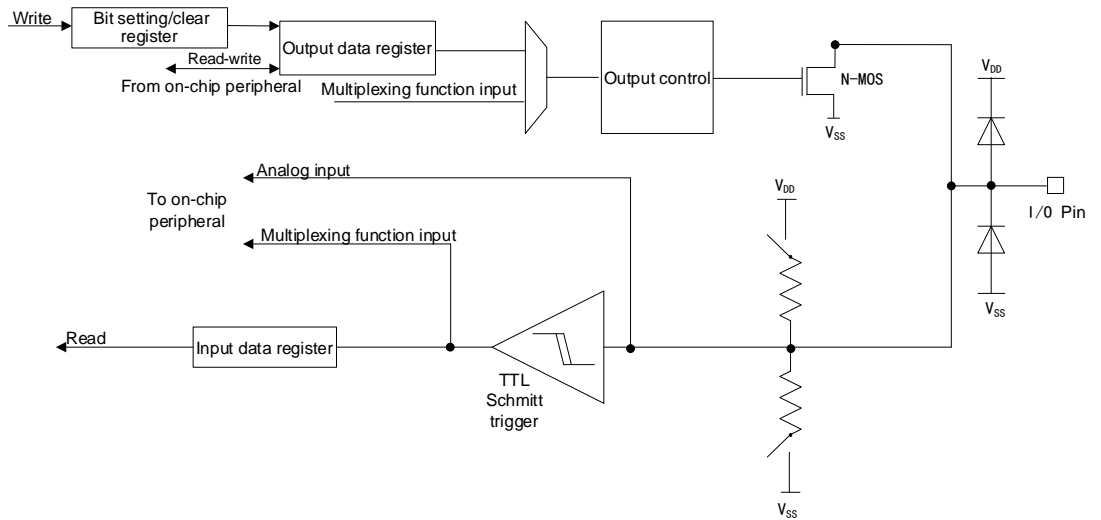 Write
Bit setting/clear
register
Output data register
Read-write
From on-chip peripheral
Multiplexing function input
Output control
N-MOS
VSS
VDD
I/0 Pin
VSS
Analog input
To on-chip
peripheral
Multiplexing function input
VDD
Read
Input data register
TTL
Schmitt
trigger
VSS